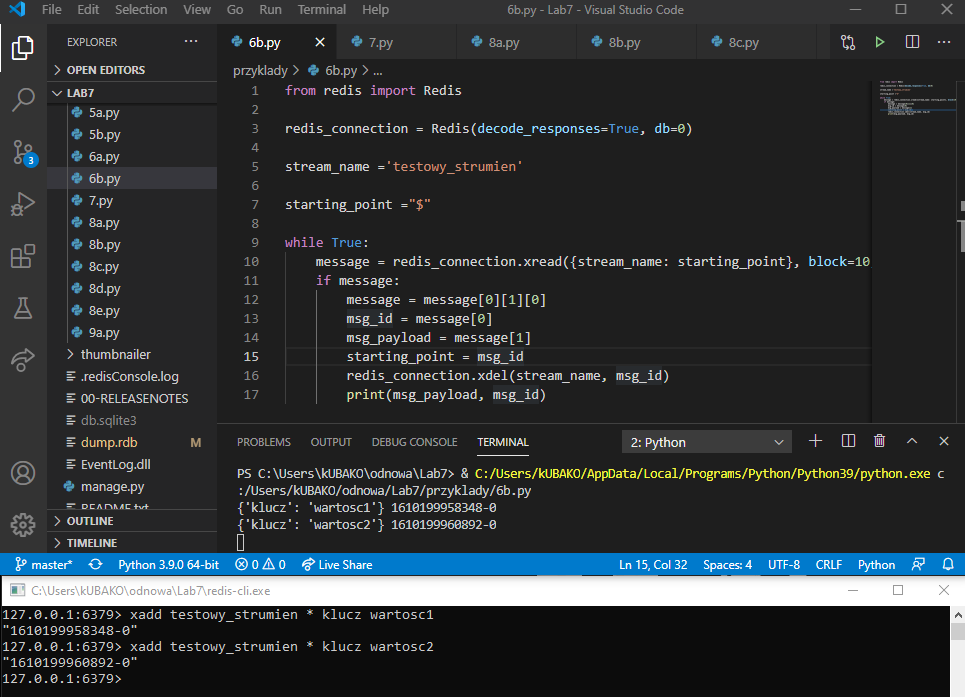 File Edit Selection View Go Run Terminal Help 6b.py - Lab7 - Visual Studio Code
EXPLORER ···
6b.py 7.py 8a.py 8b.py 8c.py
OPEN EDITORS
LAB7
5a.py
5b.py
6a.py
6b.py
7.py
8a.py
8b.py
8c.py
8d.py
8e.py
9a.py
thumbnailer
.redisConsole.log
00-RELEASENOTES
db.sqlite3
dump.rdb M
EventLog.dll
manage.py
README.txt
OUTLINE
TIMELINE
3
przyklady > 6b.py > ...
1 from redis import Redis
2
3 redis_connection = Redis(decode_responses=True, db=0)
4
5 stream_name ='testowy_strumien'
6
7 starting_point ="$"
8
9 while True:
10 message = redis_connection.xread({stream_name: starting_point}, block=10
11 if message:
12 message = message[0][1][0]
13 msg_id = message[0]
14 msg_payload = message[1]
15 starting_point = msg_id
16 redis_connection.xdel(stream_name, msg_id)
17 print(msg_payload, msg_id)
PROBLEMS OUTPUT DEBUG CONSOLE TERMINAL 2: Python
PS C:\Users\kUBAKO\odnowa\Lab7> & C:/Users/kUBAKO/AppData/Local/Programs/Python/Python39/python.exe c
:/Users/kUBAKO/odnowa/Lab7/przyklady/6b.py
{'klucz': 'wartosc1'} 1610199958348-0
{'klucz': 'wartosc2'} 1610199960892-0
master* Python 3.9.0 64-bit 0 0 Live Share Ln 15, Col 32 Spaces: 4 UTF-8 CRLF Python
C:\Users\kUBAKO\odnowa\Lab7\redis-cli.exe
127.0.0.1:6379> xadd testowy_strumien * klucz wartosc1
"1610199958348-0"
127.0.0.1:6379> xadd testowy_strumien * klucz wartosc2
"1610199960892-0"
127.0.0.1:6379>